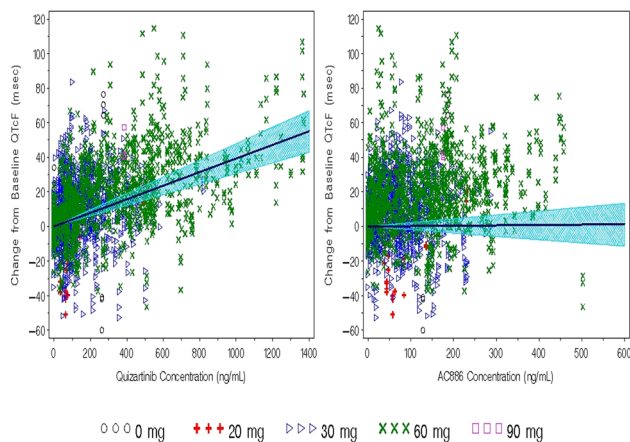 Change from Baseline QTcF (msec)
120
100
80
60
40
20
0
−20
−40
−60
0 200 400 600 800 1000 1200 1400
Quizartinib Concentration (ng/mL)
Change from Baseline QTcF (msec)
120
100
80
60
40
20
0
−20
−40
−60
0 100 200 300 400 500 600
AC886 Concentration (ng/mL)
0 mg 20 mg 30 mg 60 mg 90 mg